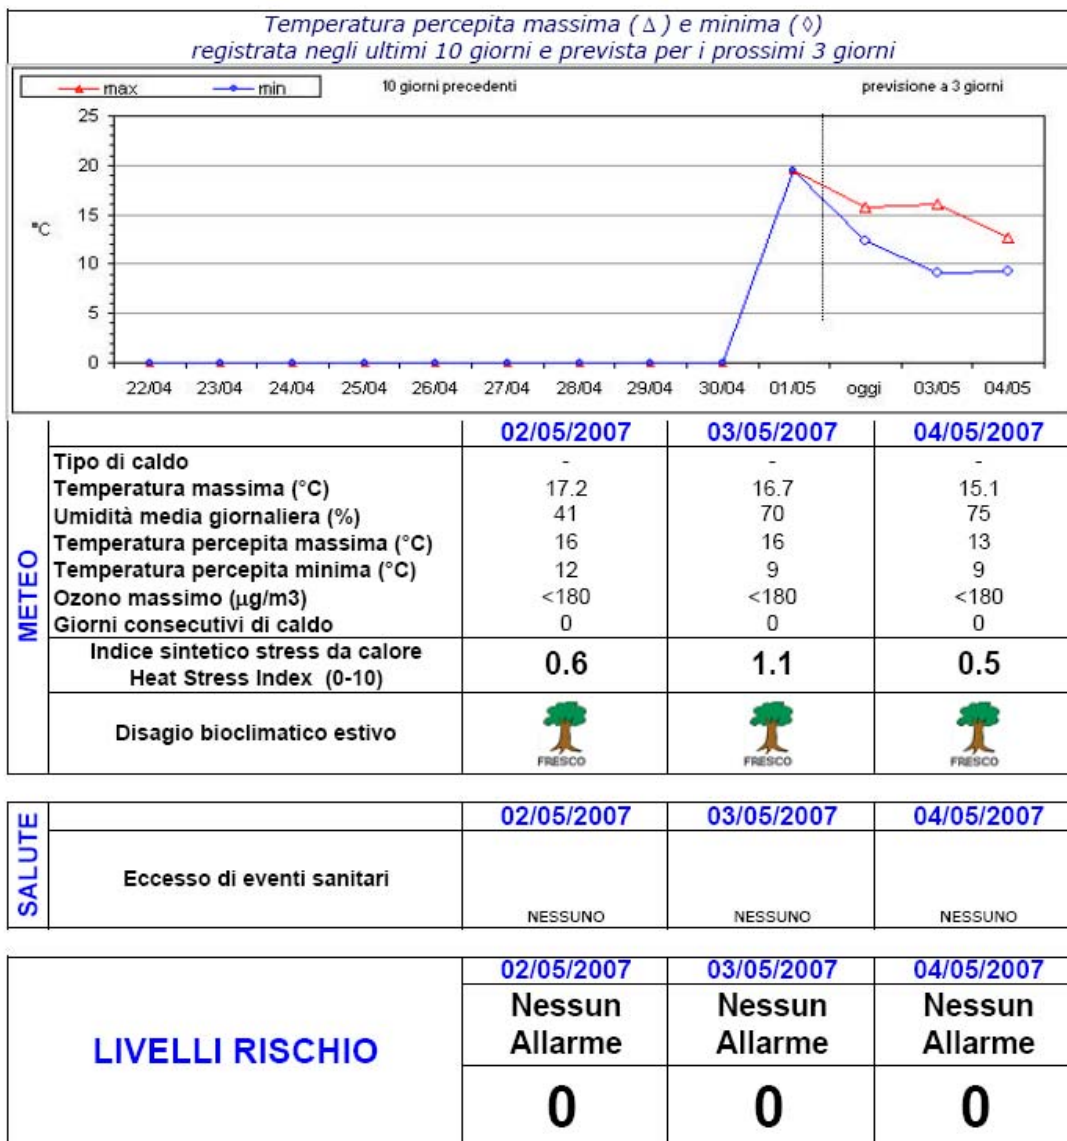 Temperatura percepita massima (Δ) e minima (◊)
registrata negli ultimi 10 giorni e prevista per i prossimi 3 giorni
max min 10 giorni precedenti previsione a 3 giorni
25
20
15
°C
10
5
0
22/04 23/04 24/04 25/04 26/04 27/04 28/04 29/04 30/04 01/05 oggi 03/05 04/05
METEO
02/05/2007 03/05/2007 04/05/2007
Tipo di caldo - - -
Temperatura massima (°C) 17.2 16.7 15.1
Umidità media giornaliera (%) 41 70 75
Temperatura percepita massima (°C) 16 16 13
Temperatura percepita minima (°C) 12 9 9
Ozono massimo (µg/m3) <180 <180 <180
Giorni consecutivi di caldo 0 0 0
Indice sintetico stress da calore
Heat Stress Index (0-10) 0.6 1.1 0.5
Disagio bioclimatico estivo
FRESCO FRESCO FRESCO
SALUTE
02/05/2007 03/05/2007 04/05/2007
Eccesso di eventi sanitari
NESSUNO NESSUNO NESSUNO
02/05/2007 03/05/2007 04/05/2007
LIVELLI RISCHIO
Nessun Nessun Nessun
Allarme Allarme Allarme
0 0 0